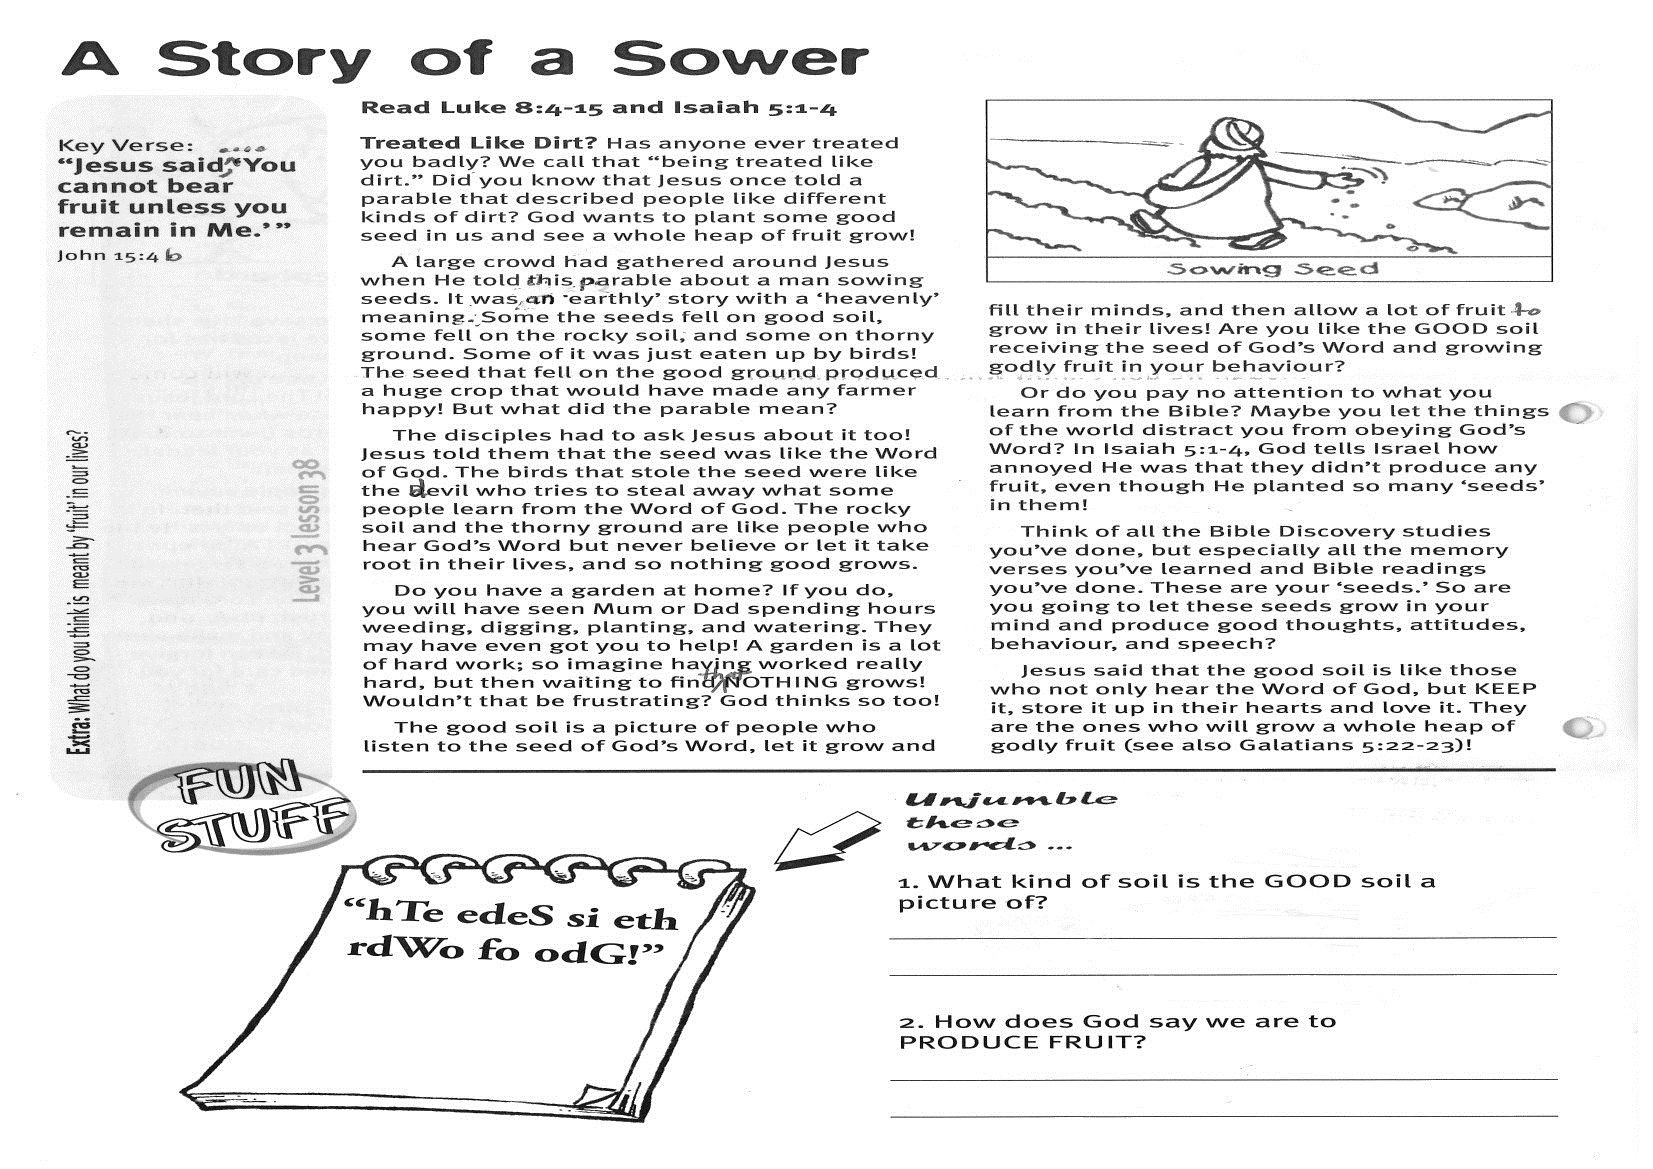 A Story of a Sower
Key Verse:
“Jesus said, ‘You
cannot bear
fruit unless you
remain in Me.’”
John 15:4 b
Extra: What do you think is meant by ‘fruit’ in our lives?
Level 3 lesson 38
Read Luke 8:4-15 and Isaiah 5:1-4
Treated Like Dirt? Has anyone ever treated
you badly? We call that “being treated like
dirt.” Did you know that Jesus once told a
parable that described people like different
kinds of dirt? God wants to plant some good
seed in us and see a whole heap of fruit grow!
A large crowd had gathered around Jesus
when He told this parable about a man sowing
seeds. It was an ‘earthly’ story with a ‘heavenly’
meaning. Some the seeds fell on good soil,
some fell on the rocky soil, and some on thorny
ground. Some of it was just eaten up by birds!
The seed that fell on the good ground produced
a huge crop that would have made any farmer
happy! But what did the parable mean?
The disciples had to ask Jesus about it too!
Jesus told them that the seed was like the Word
of God. The birds that stole the seed were like
the devil who tries to steal away what some
people learn from the Word of God. The rocky
soil and the thorny ground are like people who
hear God’s Word but never believe or let it take
root in their lives, and so nothing good grows.
Do you have a garden at home? If you do,
you will have seen Mum or Dad spending hours
weeding, digging, planting, and watering. They
may have even got you to help! A garden is a lot
of hard work; so imagine having worked really
hard, but then waiting to find that NOTHING grows!
Wouldn’t that be frustrating? God thinks so too!
The good soil is a picture of people who
listen to the seed of God’s Word, let it grow and
Sowing Seed
fill their minds, and then allow a lot of fruit to
grow in their lives! Are you like the GOOD soil
receiving the seed of God’s Word and growing
godly fruit in your behaviour?
Or do you pay no attention to what you
learn from the Bible? Maybe you let the things
of the world distract you from obeying God’s
Word? In Isaiah 5:1-4, God tells Israel how
annoyed He was that they didn’t produce any
fruit, even though He planted so many ‘seeds’
in them!
Think of all the Bible Discovery studies
you’ve done, but especially all the memory
verses you’ve learned and Bible readings
you’ve done. These are your ‘seeds.’ So are
you going to let these seeds grow in your
mind and produce good thoughts, attitudes,
behaviour, and speech?
Jesus said that the good soil is like those
who not only hear the Word of God, but KEEP
it, store it up in their hearts and love it. They
are the ones who will grow a whole heap of
godly fruit (see also Galatians 5:22-23)!
FUN
STUFF
“hTe edeS si eth
rdWo fo odG!”
Unjumble
these
words ...
1. What kind of soil is the GOOD soil a
picture of?
2. How does God say we are to
PRODUCE FRUIT?